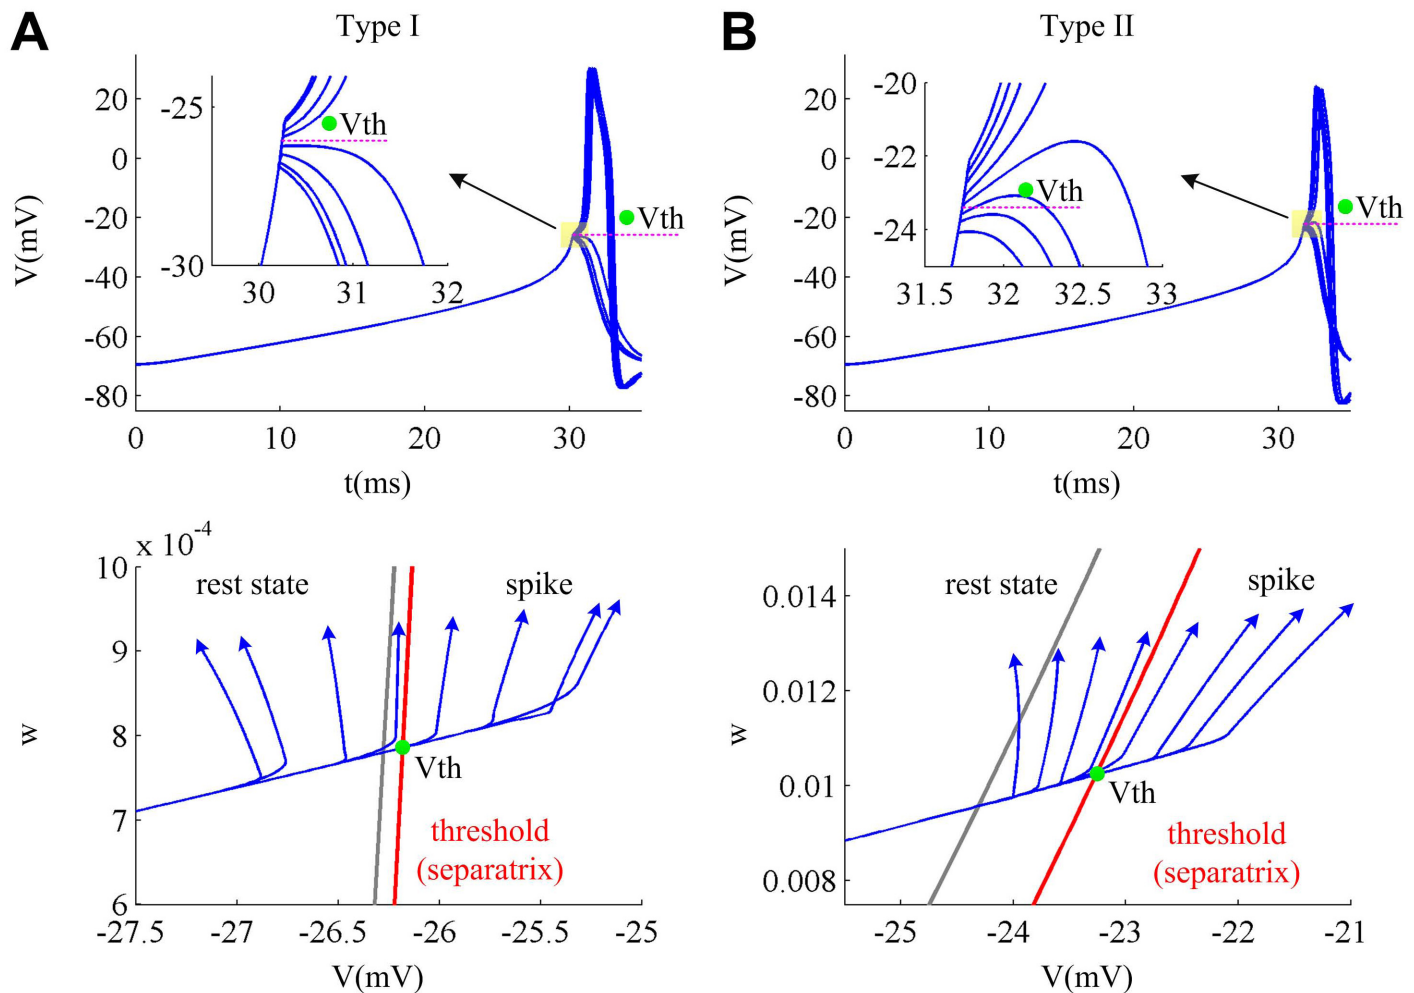 A
Type I
V(mV)
20
0
-20
-40
-60
-80
-25
-30
30
31
32
Vth
Vth
0
10
20
30
t(ms)
B
Type II
V(mV)
20
0
-20
-40
-60
-80
-20
-22
-24
31.5
32
32.5
33
Vth
Vth
0
10
20
30
t(ms)
x 10⁻⁴
w
10
9
8
7
6
rest state
spike
Vth
threshold
(separatrix)
-27.5
-27
-26.5
-26
-25.5
-25
V(mV)
w
0.014
0.012
0.01
0.008
rest state
spike
Vth
threshold
(separatrix)
-25
-24
-23
-22
-21
V(mV)